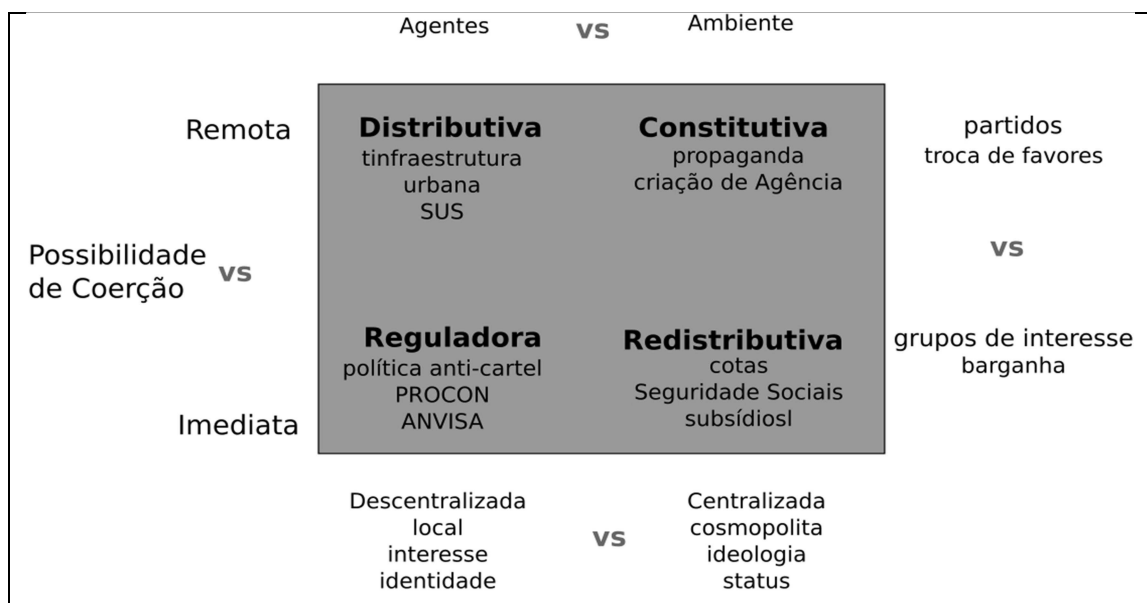 Agentes vs Ambiente
Remota
Distributiva
tinfraestrutura
urbana
SUS
Constitutiva
propaganda
criação de Agência
partidos
troca de favores
Possibilidade
de Coerção
vs
vs
Reguladora
política anti-cartel
PROCON
ANVISA
Redistributiva
cotas
Seguridade Sociais
subsídiosl
grupos de interesse
barganha
Imediata
Descentralizada
local
interesse
identidade
vs
Centralizada
cosmopolita
ideologia
status